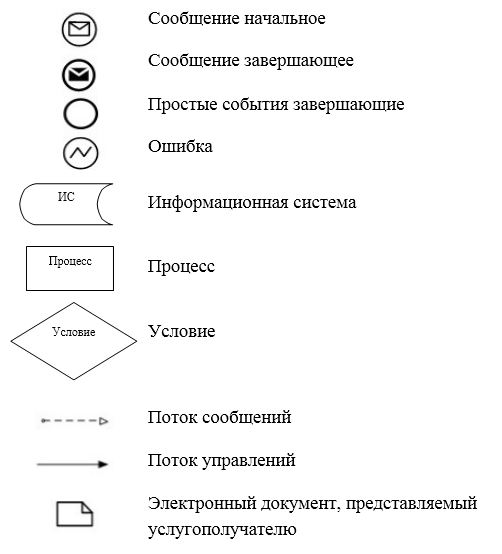 Сообщение начальное
Сообщение завершающее
Простые события завершающие
Ошибка
ИС
Информационная система
Процесс
Процесс
Условие
Условие
Поток сообщений
Поток управлений
Электронный документ, представляемый
услугополучателю